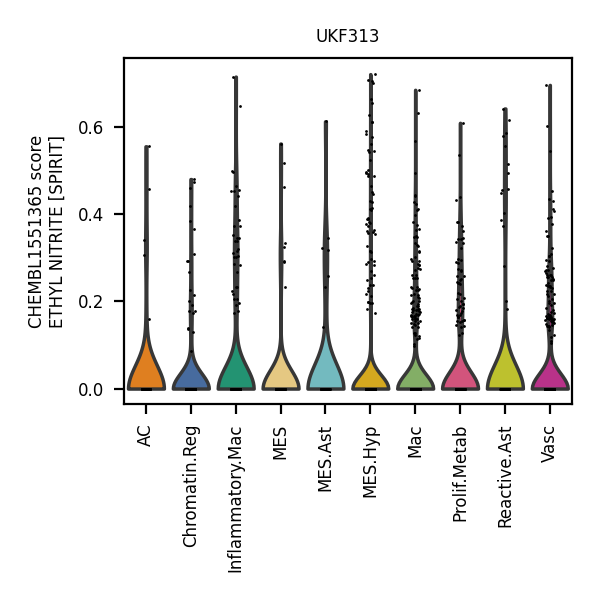 UKF313
CHEMBL1551365 score
ETHYL NITRITE [SPIRIT]
0.6
0.4
0.2
0.0
AC
Chromatin.Reg
Inflammatory.Mac
MES
MES.Ast
MES.Hyp
Mac
Prolif.Metab
Reactive.Ast
Vasc